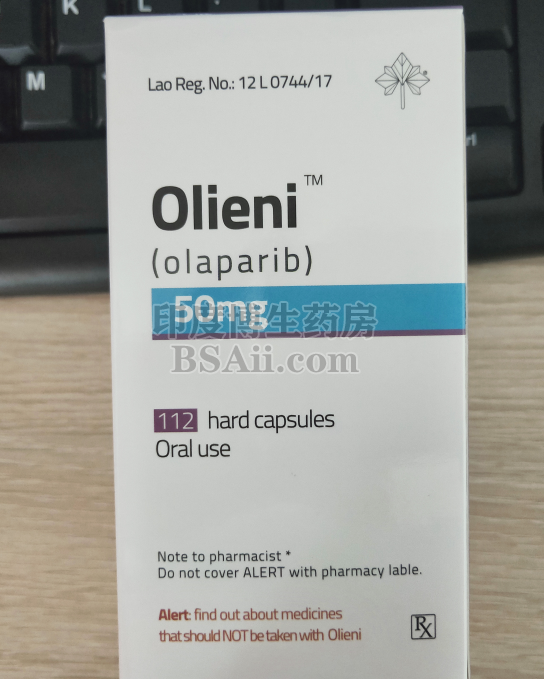 K
L
M
Lao Reg. No.: 12 L 0744/17
Olieni™
(olaparib)
50mg
印度博生药房
BSAii.com
112 hard capsules
Oral use
Note to pharmacist *
Do not cover ALERT with pharmacy lable.
Alert: find out about medicines
that should NOT be taken with Olieni
Rx